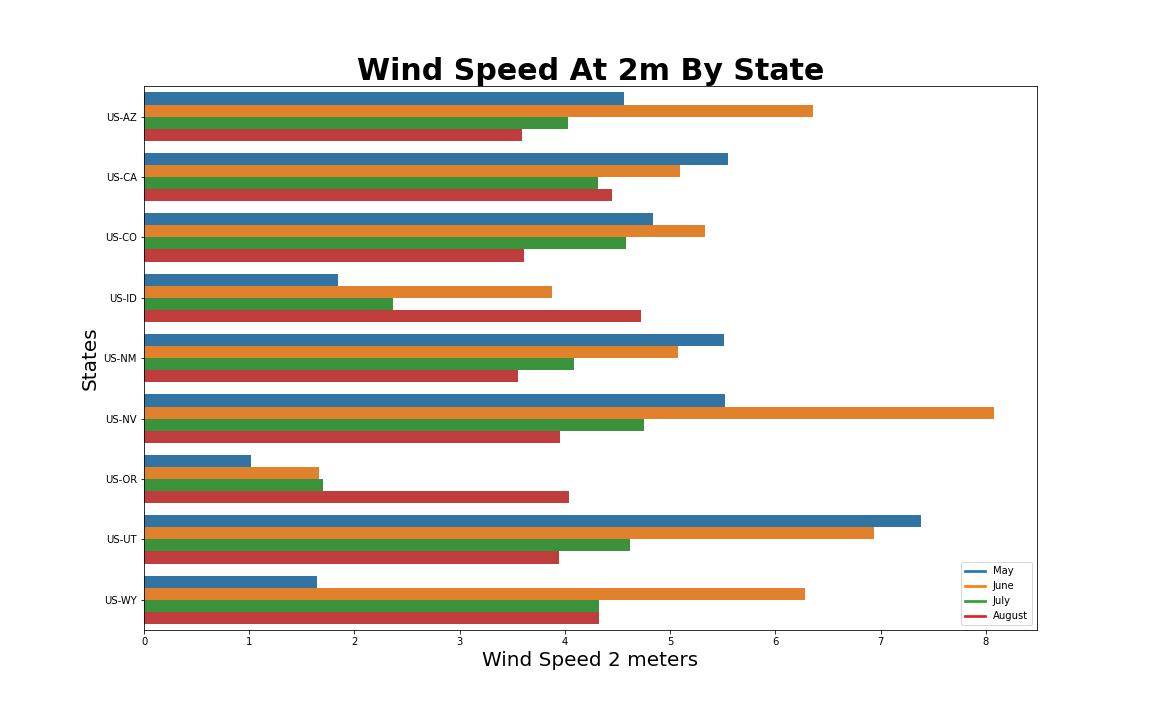 Wind Speed At 2m By State
US-AZ
US-CA
US-CO
US-ID
US-NM
US-NV
US-OR
US-UT
US-WY
States
May
June
July
August
0 1 2 3 4 5 6 7 8
Wind Speed 2 meters